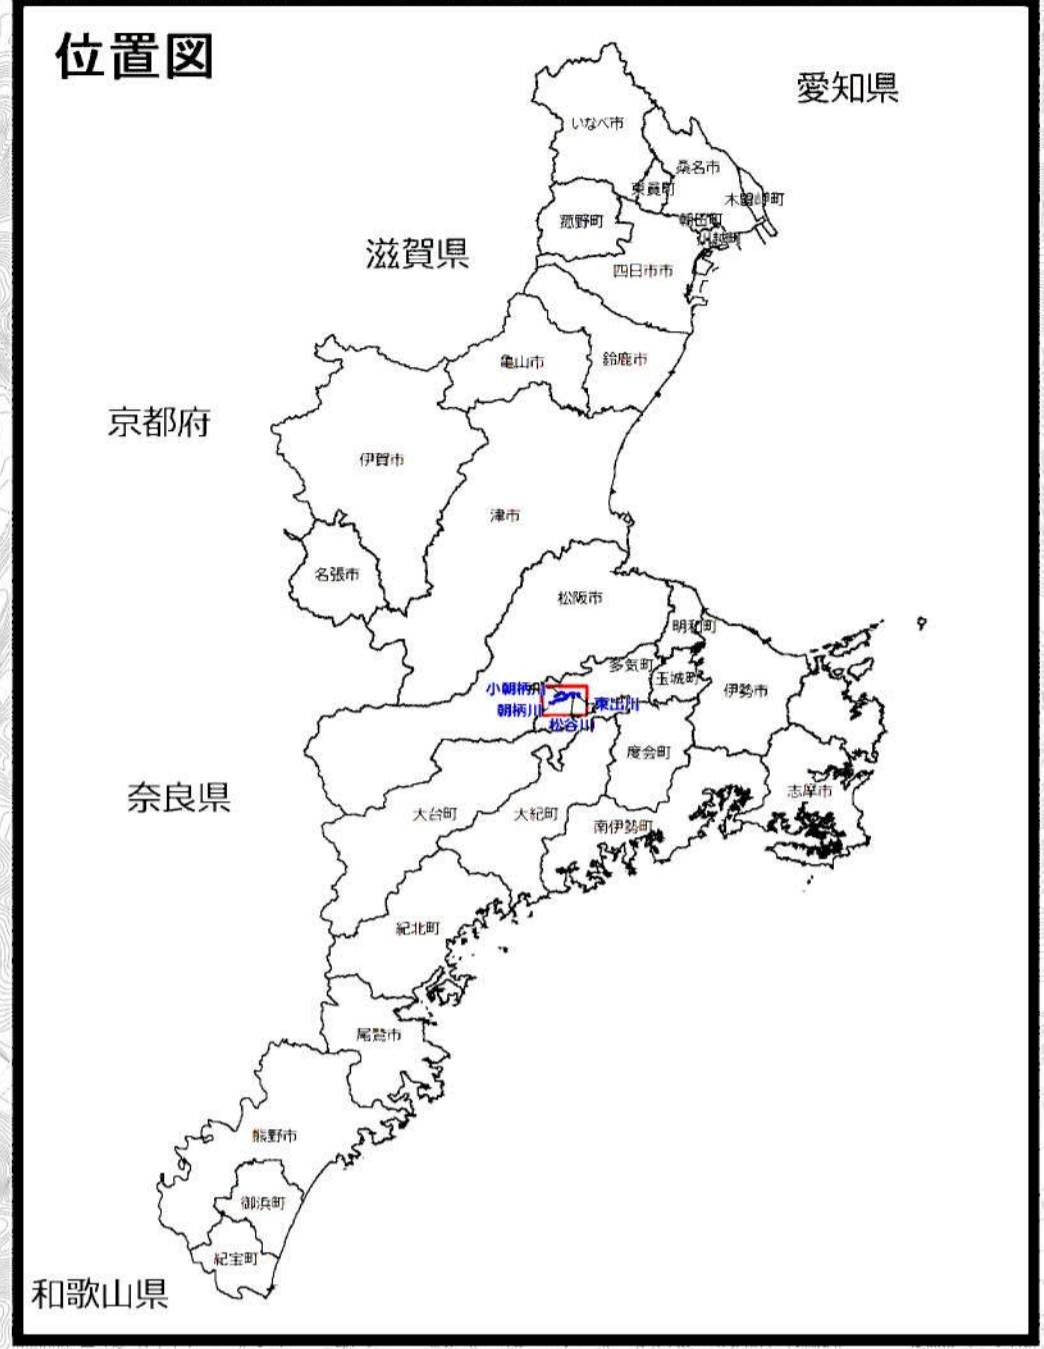 位置図
愛知県
いなべ市
桑名市
東員町
木曽岬町
菰野町
朝日町
川越町
滋賀県
四日市市
亀山市
鈴鹿市
京都府
伊賀市
津市
名張市
松阪市
明和町
多気町
玉城町
伊勢市
小朝柄川
東出川
朝柄川
松谷川
度会町
奈良県
志摩市
大台町
大紀町
南伊勢町
紀北町
尾鷲市
熊野市
御浜町
紀宝町
和歌山県